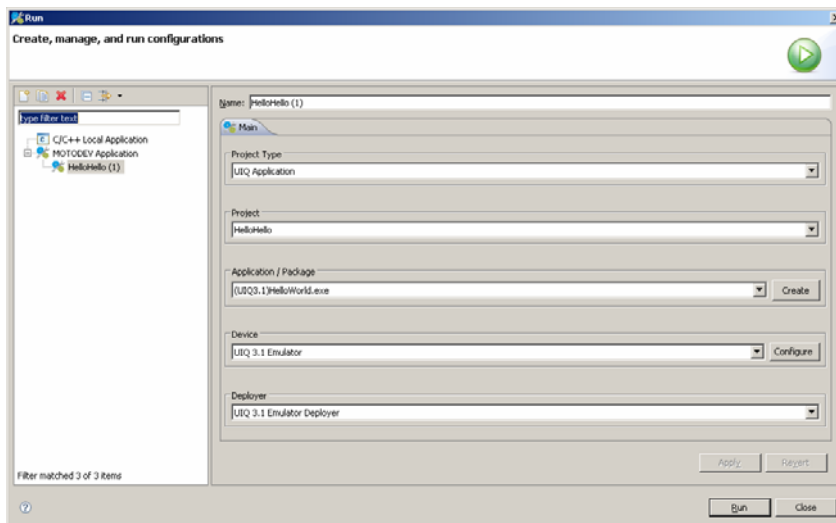 Run
Create, manage, and run configurations
type filter text
C/C++ Local Application
MOTODEV Application
HelloHello (1)
Filter matched 3 of 3 items
Name: HelloHello (1)
Main
Project Type
UIQ Application
Project
HelloHello
Application / Package
(UIQ3.1)HelloWorld.exe
Create
Device
UIQ 3.1 Emulator
Configure
Deployer
UIQ 3.1 Emulator Deployer
Apply
Revert
Run
Close